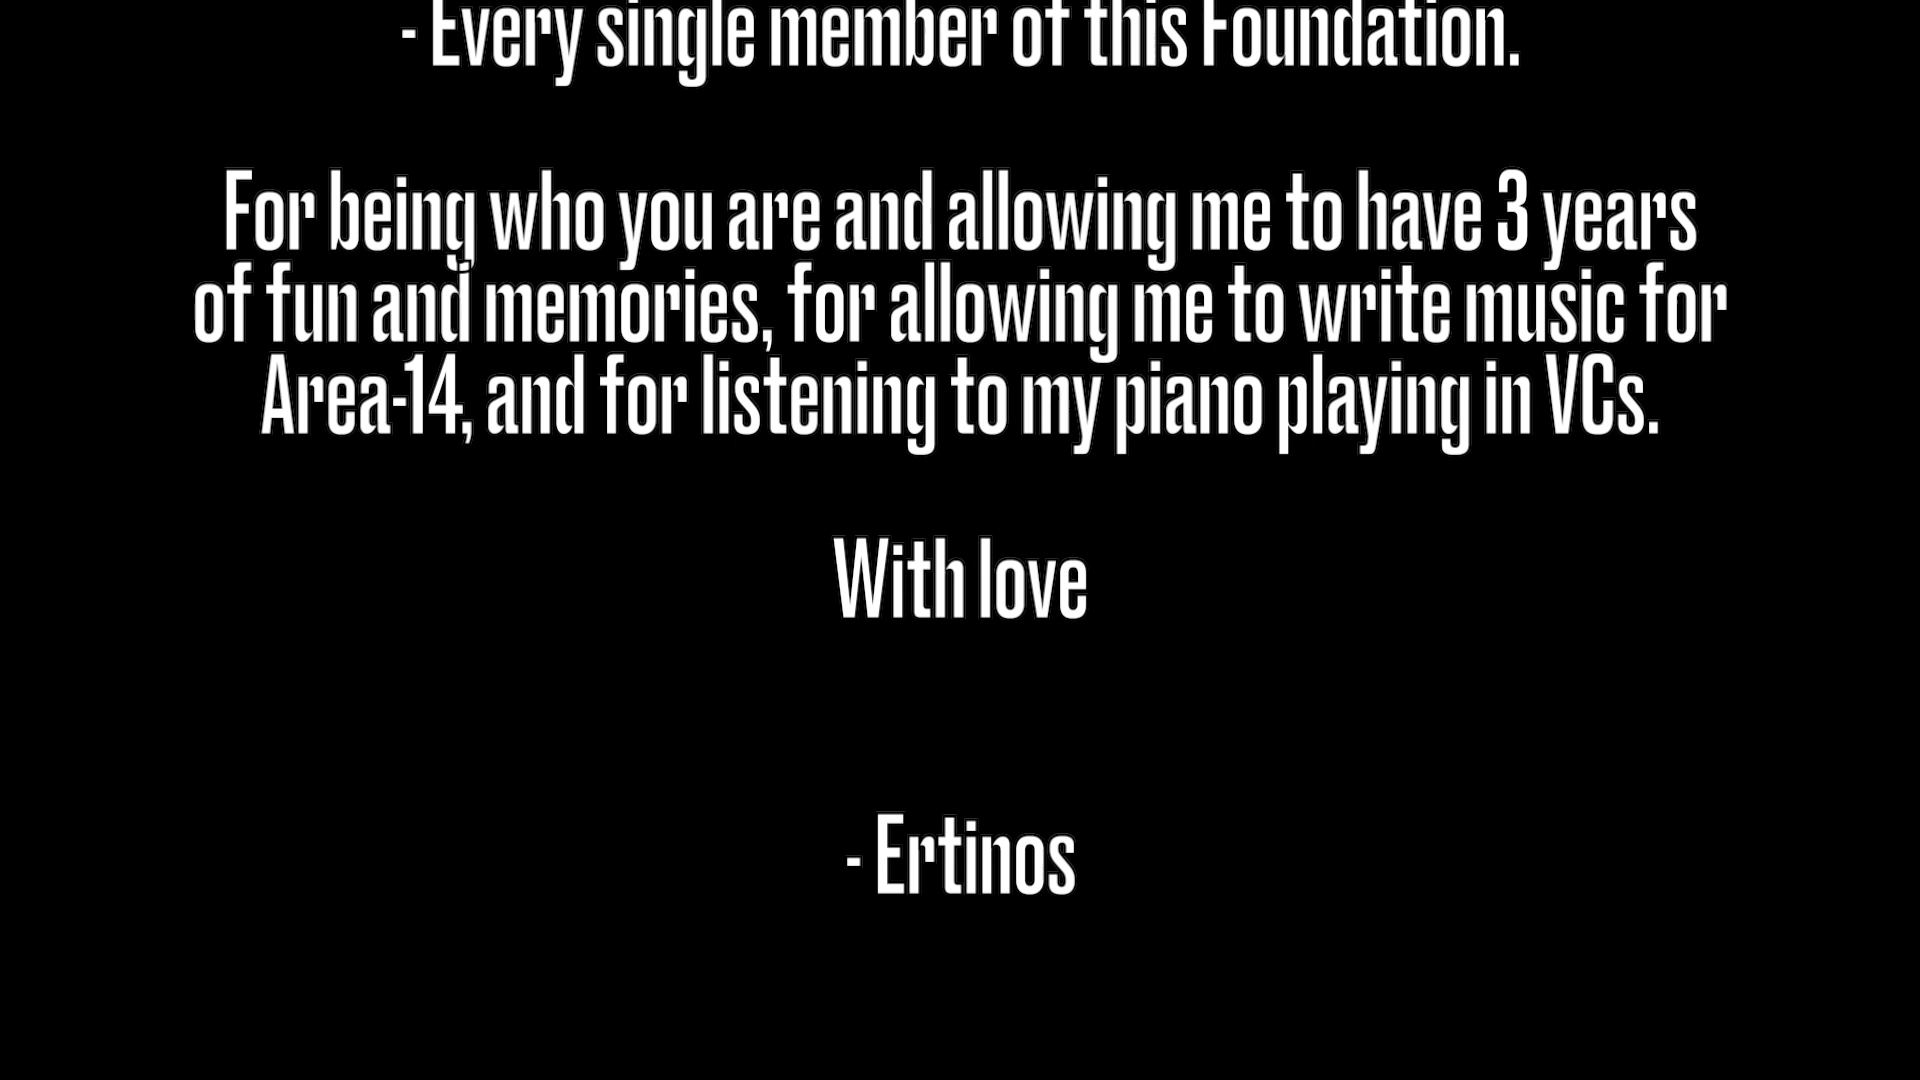 - Every single member of this Foundation.
For being who you are and allowing me to have 3 years
of fun and memories, for allowing me to write music for
Area-14, and for listening to my piano playing in VCs.
With love
- Ertinos